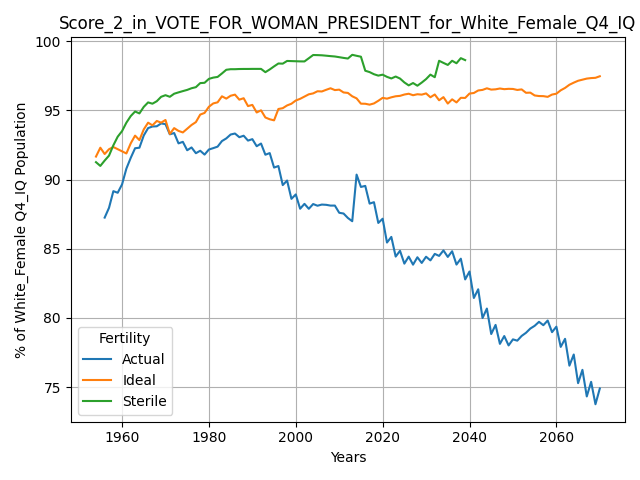 Score_2_in_VOTE_FOR_WOMAN_PRESIDENT_for_White_Female_Q4_IQ
% of White_Female Q4_IQ Population
100
95
90
85
80
75
Fertility
Actual
Ideal
Sterile
1960 1980 2000 2020 2040 2060
Years